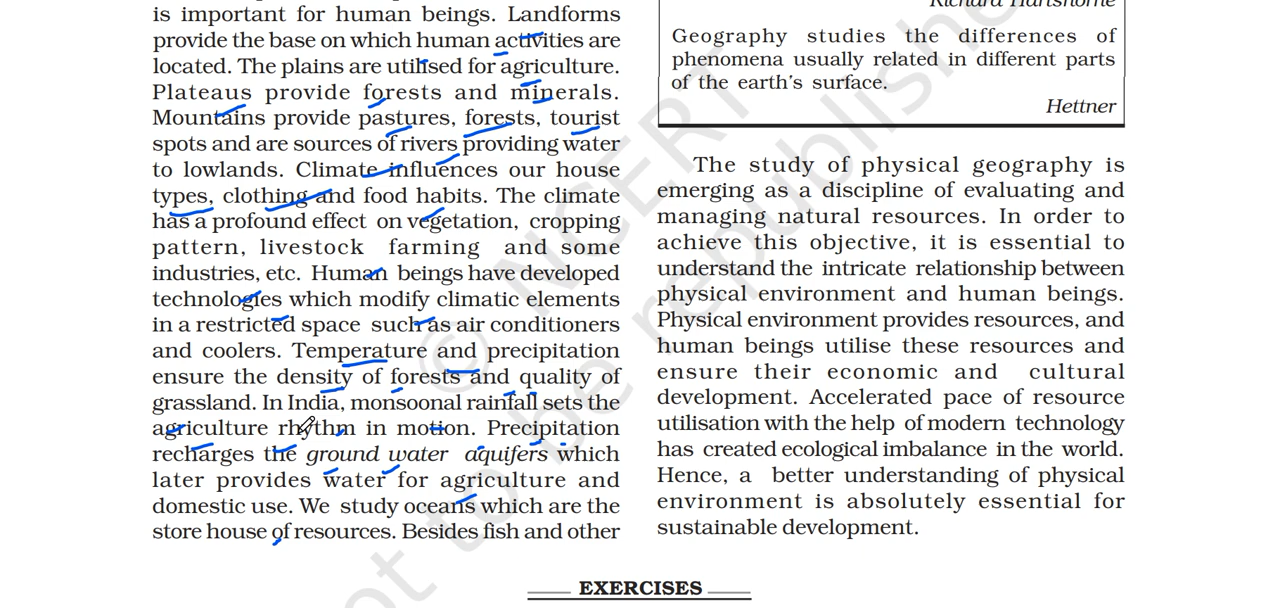 is important for human beings. Landforms
provide the base on which human activities are
located. The plains are utilised for agriculture.
Plateaus provide forests and minerals.
Mountains provide pastures, forests, tourist
spots and are sources of rivers providing water
to lowlands. Climate influences our house
types, clothing and food habits. The climate
has a profound effect on vegetation, cropping
pattern, livestock farming and some
industries, etc. Human beings have developed
technologies which modify climatic elements
in a restricted space such as air conditioners
and coolers. Temperature and precipitation
ensure the density of forests and quality of
grassland. In India, monsoonal rainfall sets the
agriculture rhythm in motion. Precipitation
recharges the ground water aquifers which
later provides water for agriculture and
domestic use. We study oceans which are the
store house of resources. Besides fish and other
Richard Hartshorne
Geography studies the differences of
phenomena usually related in different parts
of the earth's surface.
Hettner
The study of physical geography is
emerging as a discipline of evaluating and
managing natural resources. In order to
achieve this objective, it is essential to
understand the intricate relationship between
physical environment and human beings.
Physical environment provides resources, and
human beings utilise these resources and
ensure their economic and cultural
development. Accelerated pace of resource
utilisation with the help of modern technology
has created ecological imbalance in the world.
Hence, a better understanding of physical
environment is absolutely essential for
sustainable development.
EXERCISES
© NCERT
not to be republished